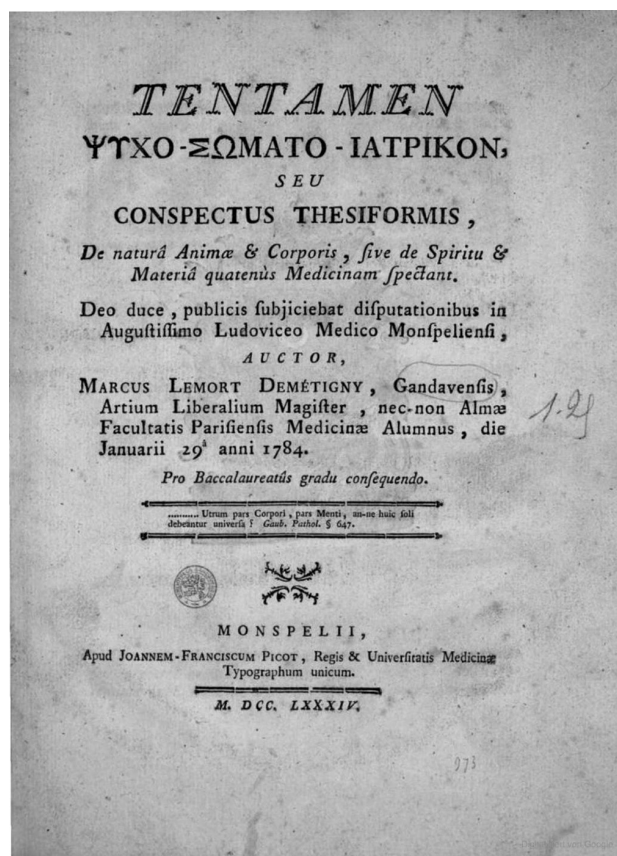 TENTAMEN
ΨΥΧΟ-ΣΩΜΑΤΟ-ΙΑΤΡΙΚΟΝ,
SEU
CONSPECTUS THESIFORMIS,
De naturâ Animæ & Corporis, ſive de Spiritu &
Materiâ quatenùs Medicinam ſpectant.
Deo duce, publicis ſubjiciebat diſputationibus in
Auguſtiſſimo Ludoviceo Medico Monſpelienſi,
AUCTOR,
MARCUS LEMORT DEMÉTIGNY, Gandavenſis,
Artium Liberalium Magiſter, nec-non Almæ
Facultatis Pariſienſis Medicinæ Alumnus, die
Januarii 29ª anni 1784.
Pro Baccalaureatûs gradu conſequendo.
........... Utrum pars Corpori, pars Menti, an-ne huic ſoli
debeantur univerſa ? Gaub. Pathol. § 647.
MONSPELII,
Apud JOANNEM-FRANCISCUM PICOT, Regis & Univerſitatis Medicinæ
Typographum unicum.
M. DCC. LXXXIV.
973